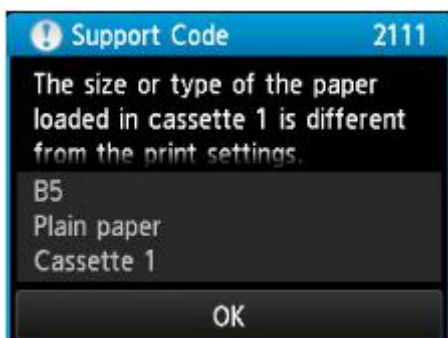 Support Code 2111
The size or type of the paper
loaded in cassette 1 is different
from the print settings.
B5
Plain paper
Cassette 1
OK